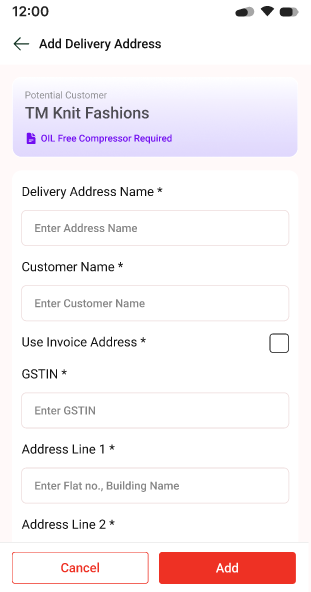 12:00
Add Delivery Address
Potential Customer
TM Knit Fashions
OIL Free Compressor Required
Delivery Address Name *
Enter Address Name
Customer Name *
Enter Customer Name
Use Invoice Address *
GSTIN *
Enter GSTIN
Address Line 1 *
Enter Flat no., Building Name
Address Line 2 *
Cancel
Add